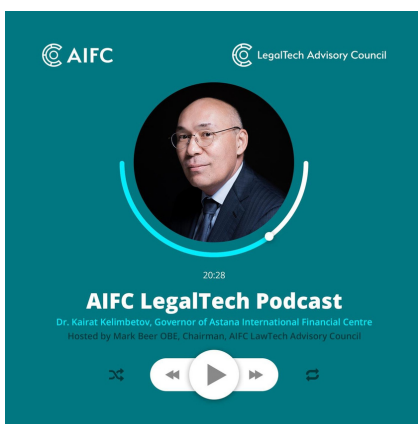 AIFC
LegalTech Advisory Council
20:28
AIFC LegalTech Podcast
Dr. Kairat Kelimbetov, Governor of Astana International Financial Centre
Hosted by Mark Beer OBE, Chairman, AIFC LawTech Advisory Council